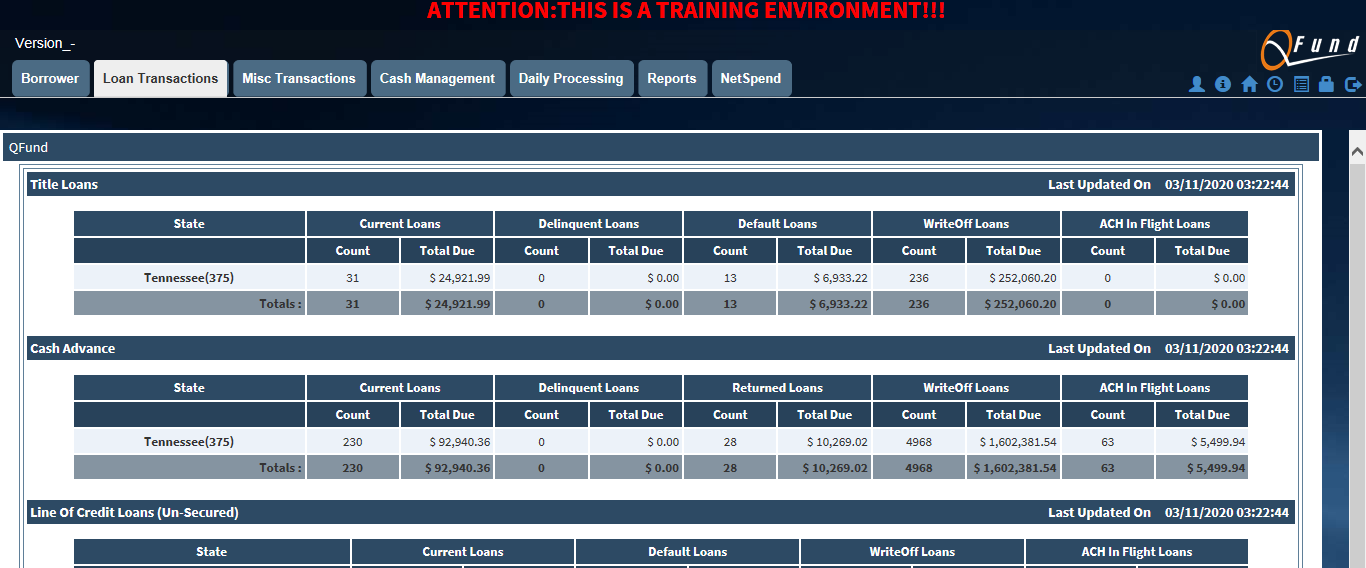 ATTENTION:THIS IS A TRAINING ENVIRONMENT!!!
Version_-
QFund
Borrower Loan Transactions Misc Transactions Cash Management Daily Processing Reports NetSpend
QFund
Title Loans Last Updated On 03/11/2020 03:22:44
State Current Loans Delinquent Loans Default Loans WriteOff Loans ACH In Flight Loans
Count Total Due Count Total Due Count Total Due Count Total Due Count Total Due
Tennessee(375) 31 $ 24,921.99 0 $ 0.00 13 $ 6,933.22 236 $ 252,060.20 0 $ 0.00
Totals : 31 $ 24,921.99 0 $ 0.00 13 $ 6,933.22 236 $ 252,060.20 0 $ 0.00
Cash Advance Last Updated On 03/11/2020 03:22:44
State Current Loans Delinquent Loans Returned Loans WriteOff Loans ACH In Flight Loans
Count Total Due Count Total Due Count Total Due Count Total Due Count Total Due
Tennessee(375) 230 $ 92,940.36 0 $ 0.00 28 $ 10,269.02 4968 $ 1,602,381.54 63 $ 5,499.94
Totals : 230 $ 92,940.36 0 $ 0.00 28 $ 10,269.02 4968 $ 1,602,381.54 63 $ 5,499.94
Line Of Credit Loans (Un-Secured) Last Updated On 03/11/2020 03:22:44
State Current Loans Default Loans WriteOff Loans ACH In Flight Loans